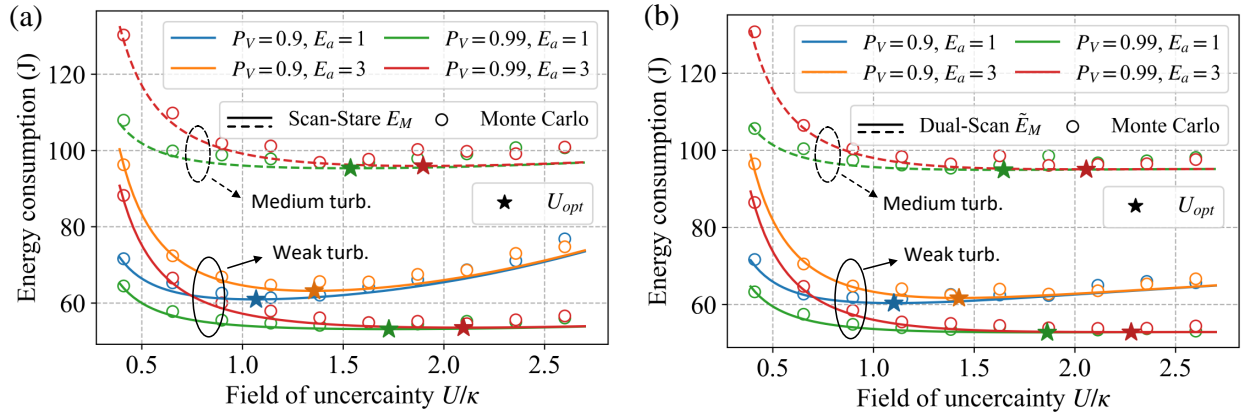 (a)
P_V = 0.9, E_a = 1
P_V = 0.99, E_a = 1
P_V = 0.9, E_a = 3
P_V = 0.99, E_a = 3
Scan-Stare E_M
Monte Carlo
U_opt
Medium turb.
Weak turb.
120
100
80
60
Energy consumption (J)
0.5 1.0 1.5 2.0 2.5
Field of uncercainty U/κ
(b)
P_V = 0.9, E_a = 1
P_V = 0.99, E_a = 1
P_V = 0.9, E_a = 3
P_V = 0.99, E_a = 3
Dual-Scan Ẽ_M
Monte Carlo
U_opt
Medium turb.
Weak turb.
120
100
80
60
Energy consumption (J)
0.5 1.0 1.5 2.0 2.5
Field of uncercainty U/κ